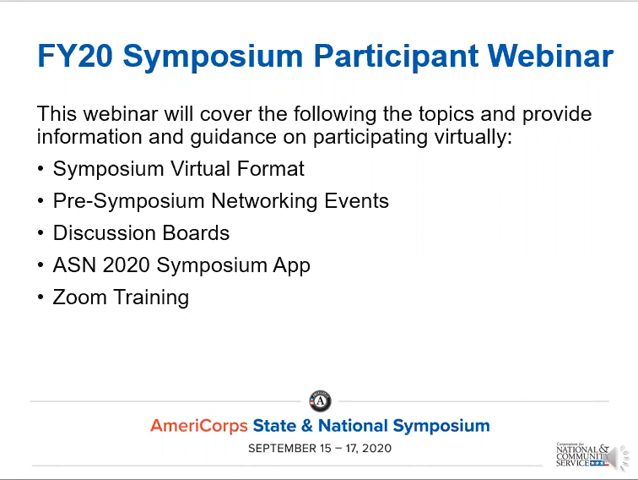 FY20 Symposium Participant Webinar
This webinar will cover the following the topics and provide
information and guidance on participating virtually:
• Symposium Virtual Format
• Pre-Symposium Networking Events
• Discussion Boards
• ASN 2020 Symposium App
• Zoom Training
A
AmeriCorps State & National Symposium
SEPTEMBER 15 – 17, 2020
Corporation for
NATIONAL &
COMMUNITY
SERVICE